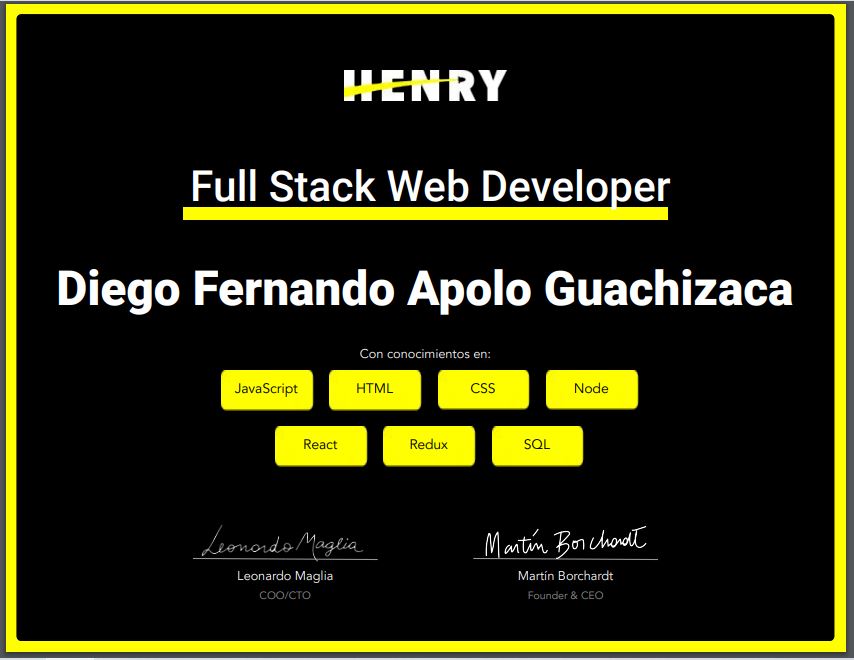 HENRY
Full Stack Web Developer
Diego Fernando Apolo Guachizaca
Con conocimientos en:
JavaScript HTML CSS Node
React Redux SQL
Leonardo Maglia Martín Borchardt
Leonardo Maglia Martín Borchardt
COO/CTO Founder & CEO